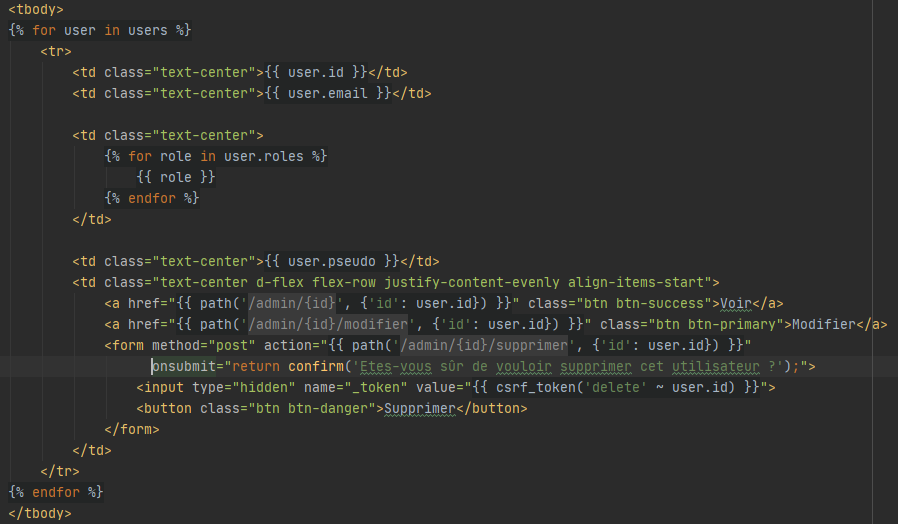 <tbody>
{% for user in users %}
    <tr>
        <td class="text-center">{{ user.id }}</td>
        <td class="text-center">{{ user.email }}</td>

        <td class="text-center">
            {% for role in user.roles %}
                {{ role }}
            {% endfor %}
        </td>

        <td class="text-center">{{ user.pseudo }}</td>
        <td class="text-center d-flex flex-row justify-content-evenly align-items-start">
            <a href="{{ path('/admin/{id}', {'id': user.id}) }}" class="btn btn-success">Voir</a>
            <a href="{{ path('/admin/{id}/modifier', {'id': user.id}) }}" class="btn btn-primary">Modifier</a>
            <form method="post" action="{{ path('/admin/{id}/supprimer', {'id': user.id}) }}"
                  onsubmit="return confirm('Etes-vous sûr de vouloir supprimer cet utilisateur ?');">
                <input type="hidden" name="_token" value="{{ csrf_token('delete' ~ user.id) }}">
                <button class="btn btn-danger">Supprimer</button>
            </form>
        </td>
    </tr>
{% endfor %}
</tbody>